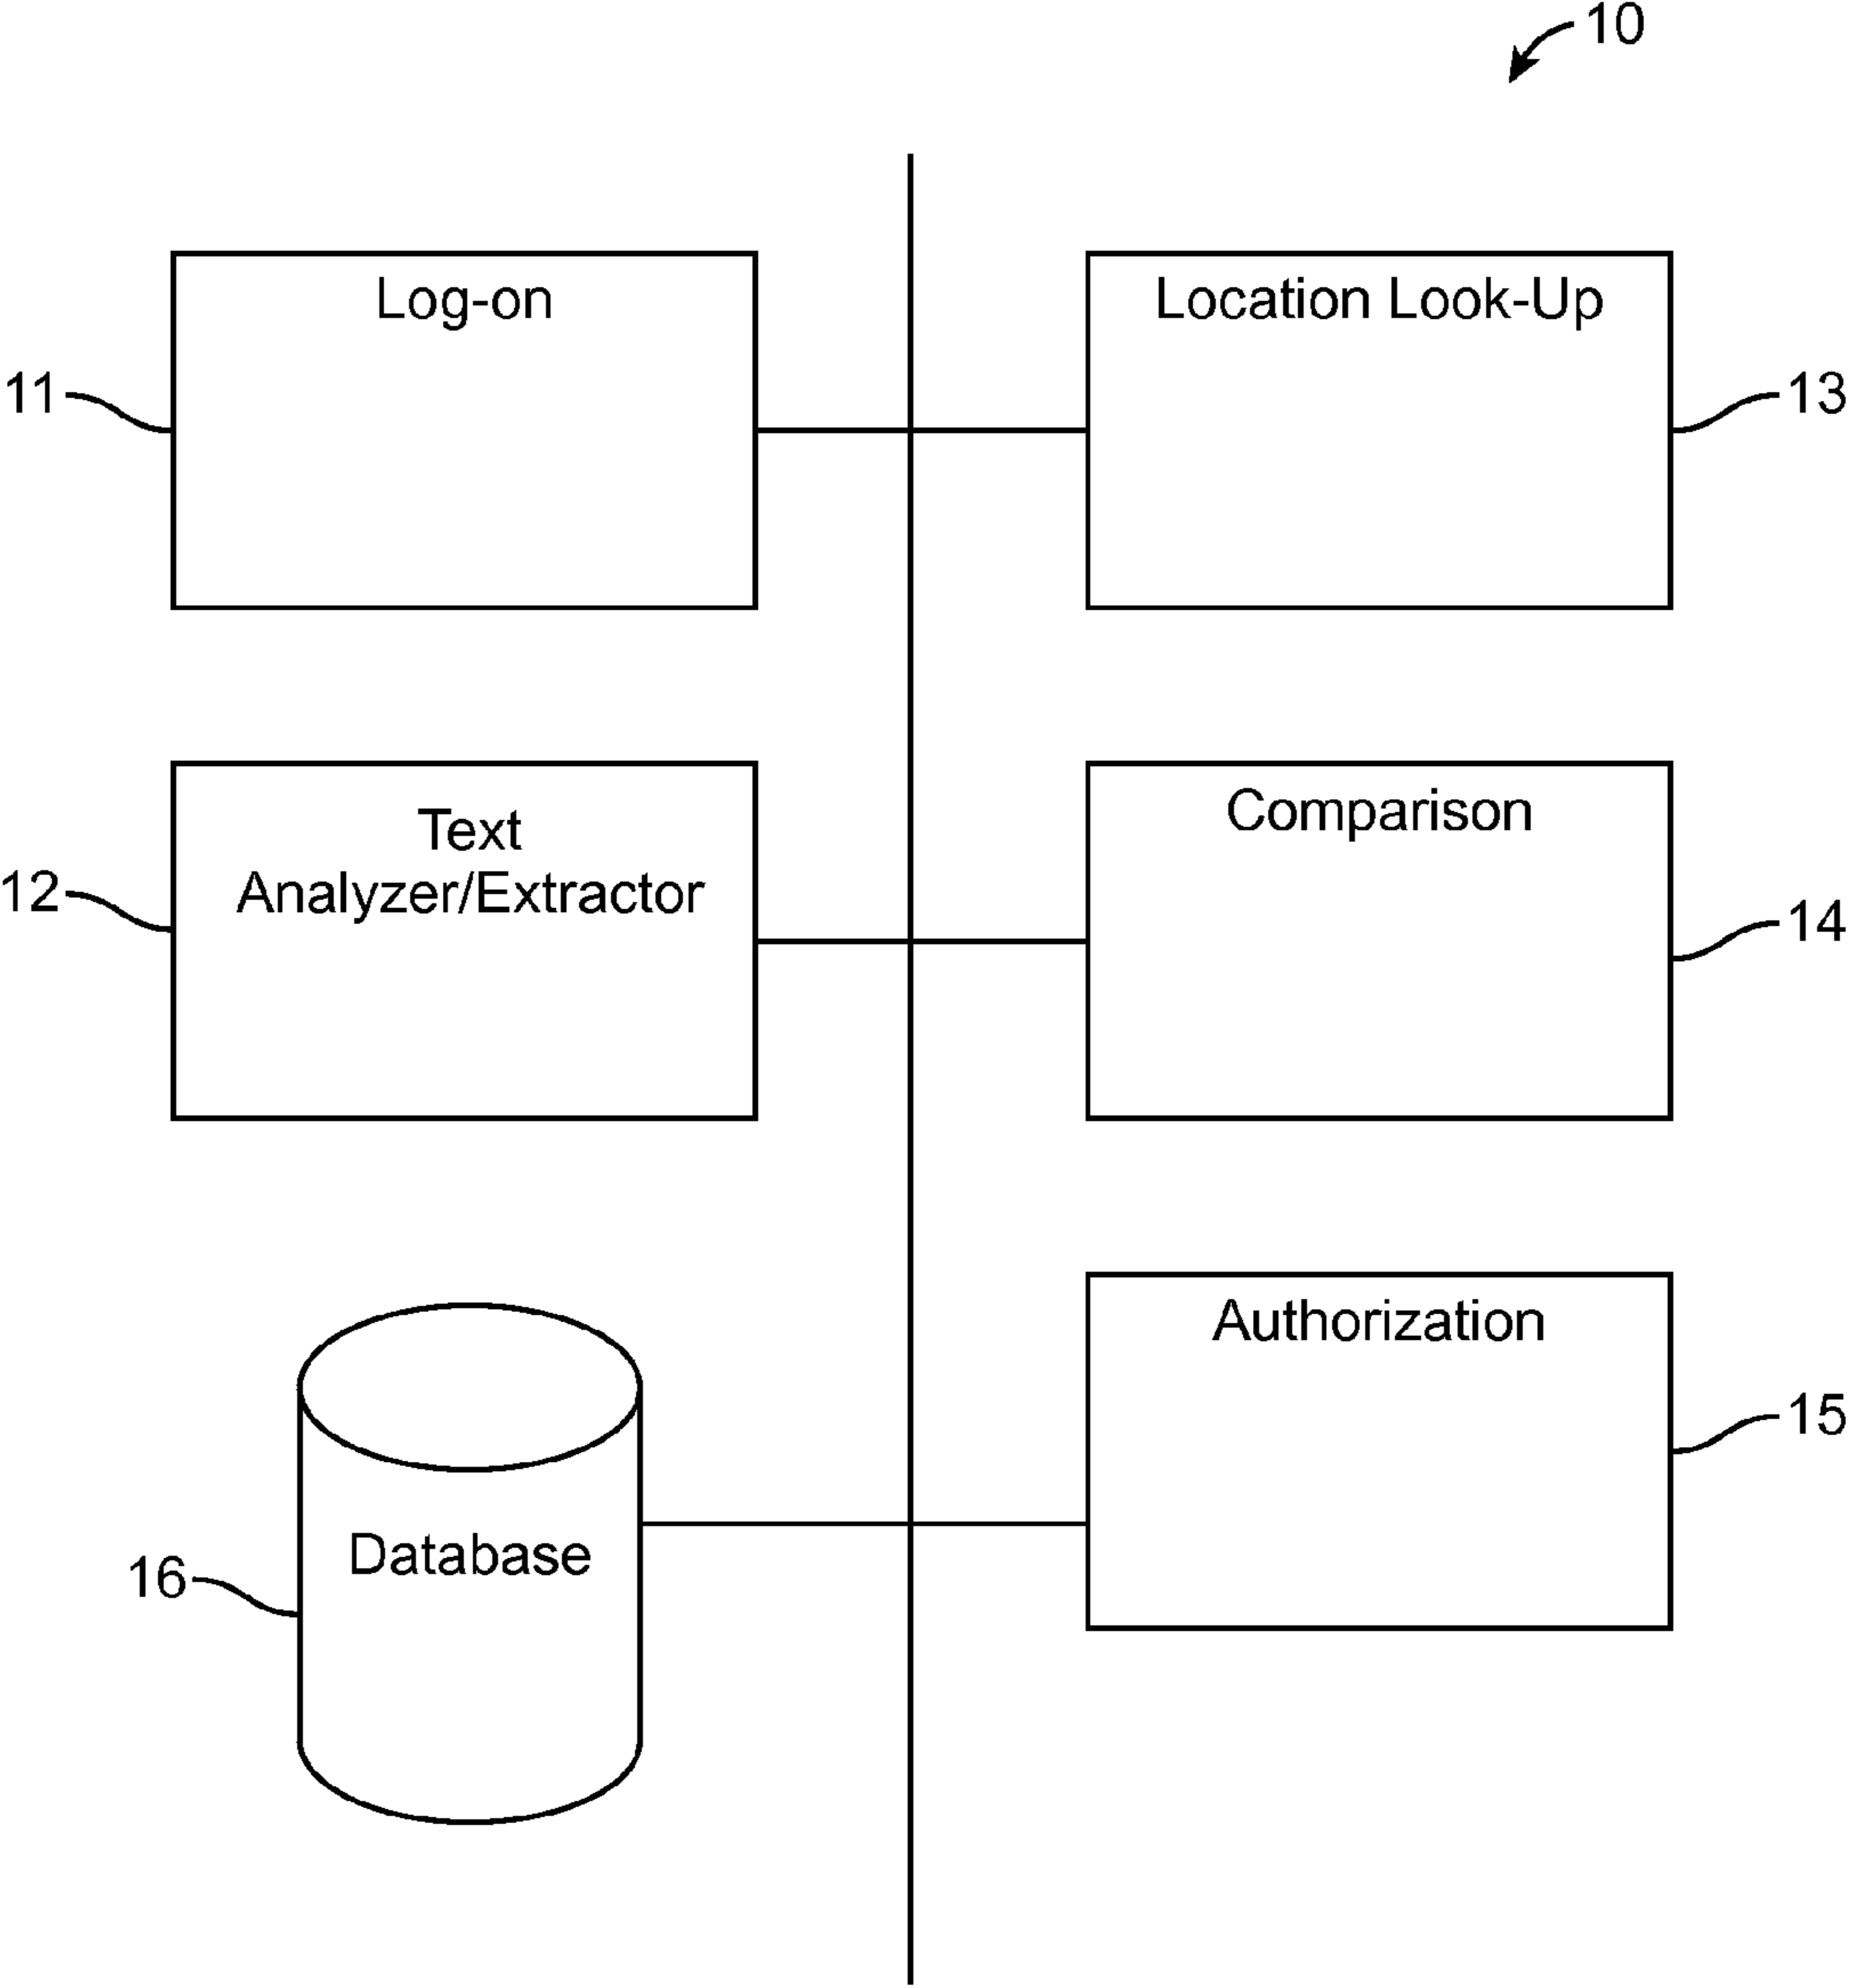 10
Log-on
Location Look-Up
11
13
Text
Analyzer/Extractor
Comparison
12
14
Authorization
15
Database
16